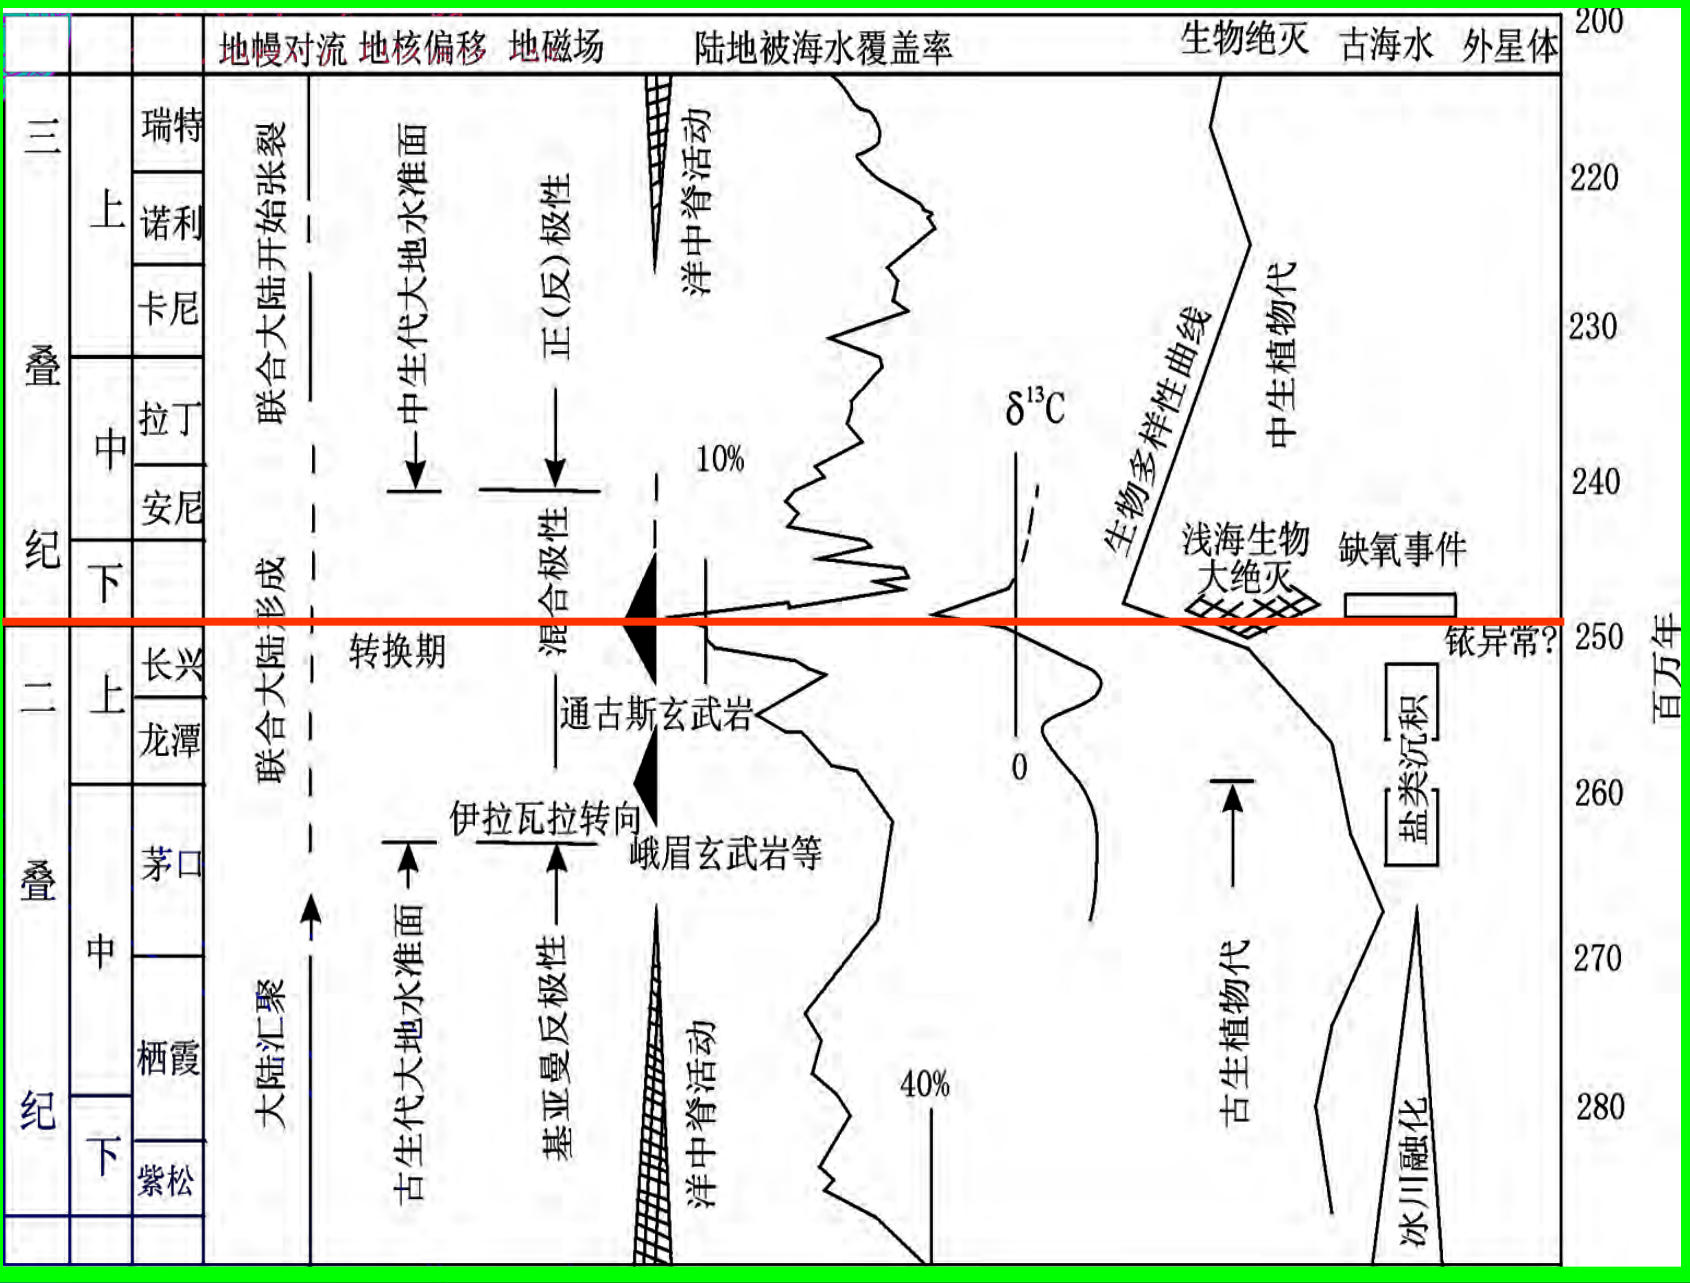 地幔对流 地核偏移 地磁场 陆地被海水覆盖率 生物绝灭 古海水 外星体
200
220
230
240
250
260
270
280
百万年
三
叠
纪
二
叠
纪
上
中
下
上
中
下
瑞特
诺利
卡尼
拉丁
安尼
长兴
龙潭
茅口
栖霞
紫松
联合大陆开始张裂
联合大陆形成
大陆汇聚
中生代大地水准面
转换期
古生代大地水准面
正(反)极性
混合极性
伊拉瓦拉转向
基亚曼反极性
洋中脊活动
通古斯玄武岩
峨眉玄武岩等
洋中脊活动
10%
40%
δ¹³C
0
生物多样性曲线
中生植物代
浅海生物
大绝灭
古生植物代
缺氧事件
铱异常?
盐类沉积
冰川融化